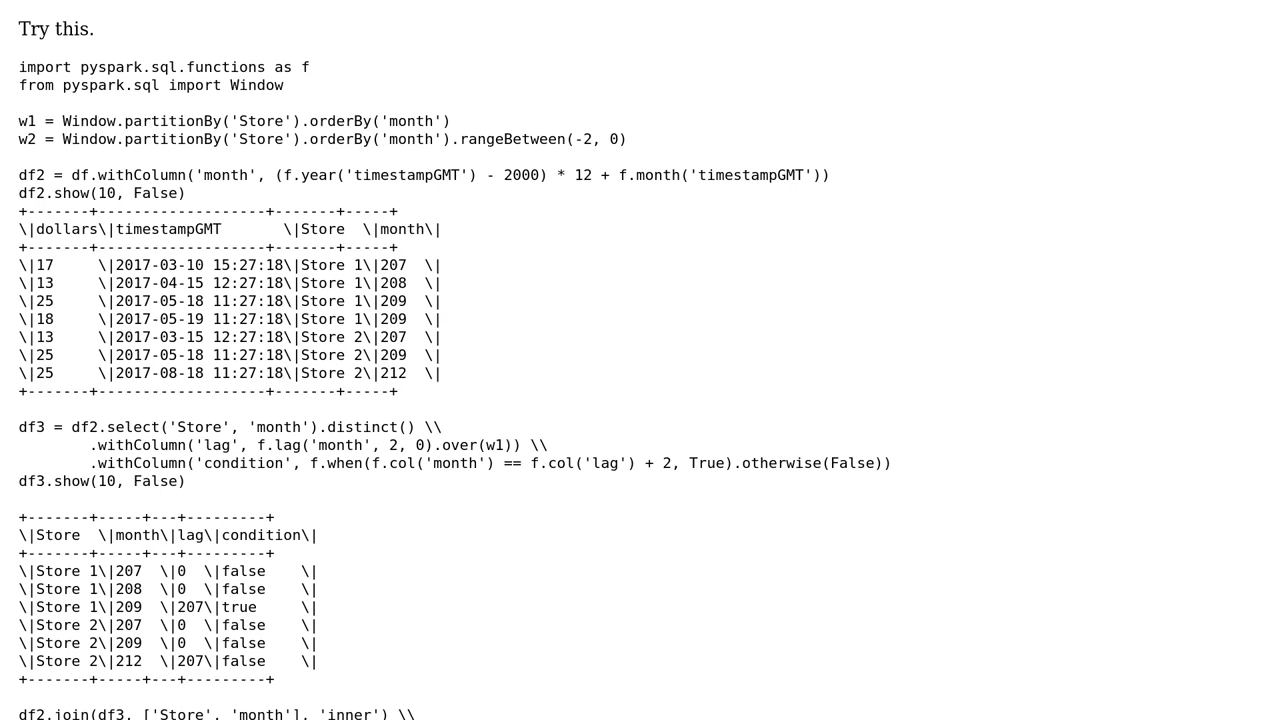 Try this.
import pyspark.sql.functions as f
from pyspark.sql import Window
w1 = Window.partitionBy('Store').orderBy('month')
w2 = Window.partitionBy('Store').orderBy('month').rangeBetween(-2, 0)
df2 = df.withColumn('month', (f.year('timestampGMT') - 2000) * 12 + f.month('timestampGMT'))
df2.show(10, False)
+-------+-------------------+-------+-----+
\|dollars\|timestampGMT       \|Store  \|month\|
+-------+-------------------+-------+-----+
\|17     \|2017-03-10 15:27:18\|Store 1\|207  \|
\|13     \|2017-04-15 12:27:18\|Store 1\|208  \|
\|25     \|2017-05-18 11:27:18\|Store 1\|209  \|
\|18     \|2017-05-19 11:27:18\|Store 1\|209  \|
\|13     \|2017-03-15 12:27:18\|Store 2\|207  \|
\|25     \|2017-05-18 11:27:18\|Store 2\|209  \|
\|25     \|2017-08-18 11:27:18\|Store 2\|212  \|
+-------+-------------------+-------+-----+
df3 = df2.select('Store', 'month').distinct() \\
        .withColumn('lag', f.lag('month', 2, 0).over(w1)) \\
        .withColumn('condition', f.when(f.col('month') == f.col('lag') + 2, True).otherwise(False))
df3.show(10, False)
+-------+-----+---+---------+
\|Store  \|month\|lag\|condition\|
+-------+-----+---+---------+
\|Store 1\|207  \|0  \|false    \|
\|Store 1\|208  \|0  \|false    \|
\|Store 1\|209  \|207\|true     \|
\|Store 2\|207  \|0  \|false    \|
\|Store 2\|209  \|0  \|false    \|
\|Store 2\|212  \|207\|false    \|
+-------+-----+---+---------+
df2.join(df3, ['Store', 'month'], 'inner') \\